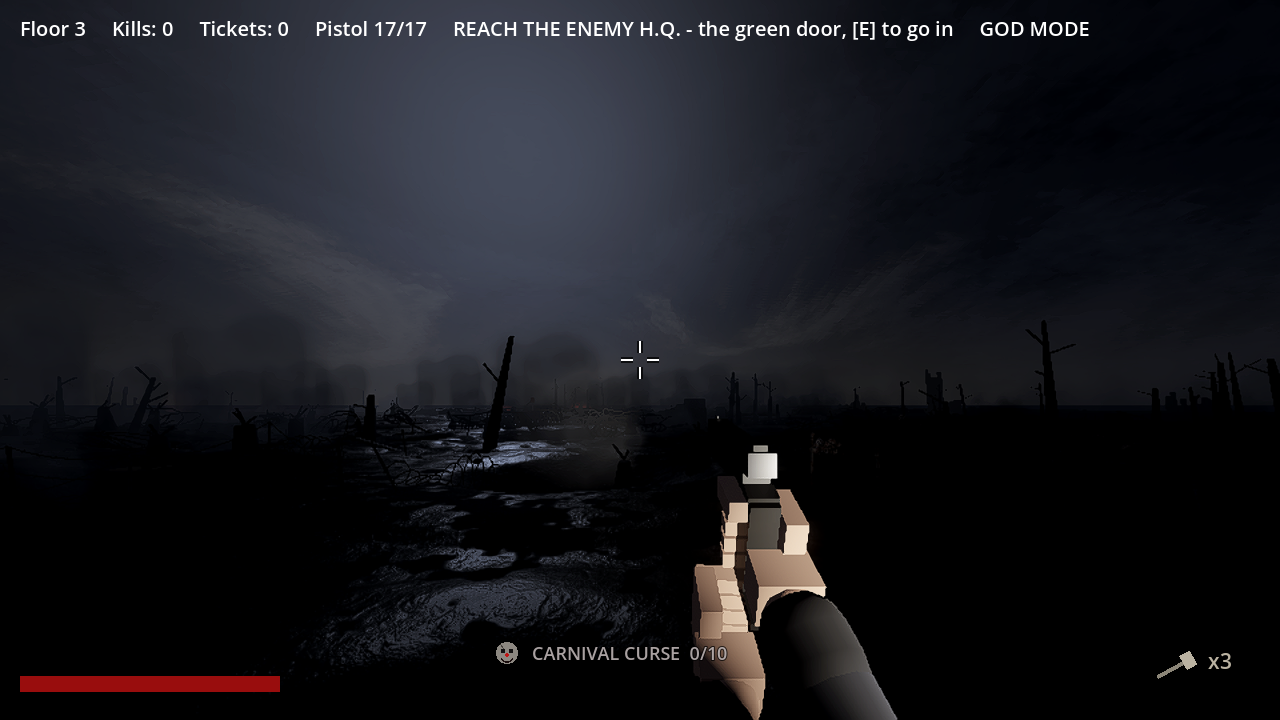 Floor 3 Kills: 0 Tickets: 0 Pistol 17/17 REACH THE ENEMY H.Q. - the green door, [E] to go in GOD MODE
CARNIVAL CURSE 0/10
x3